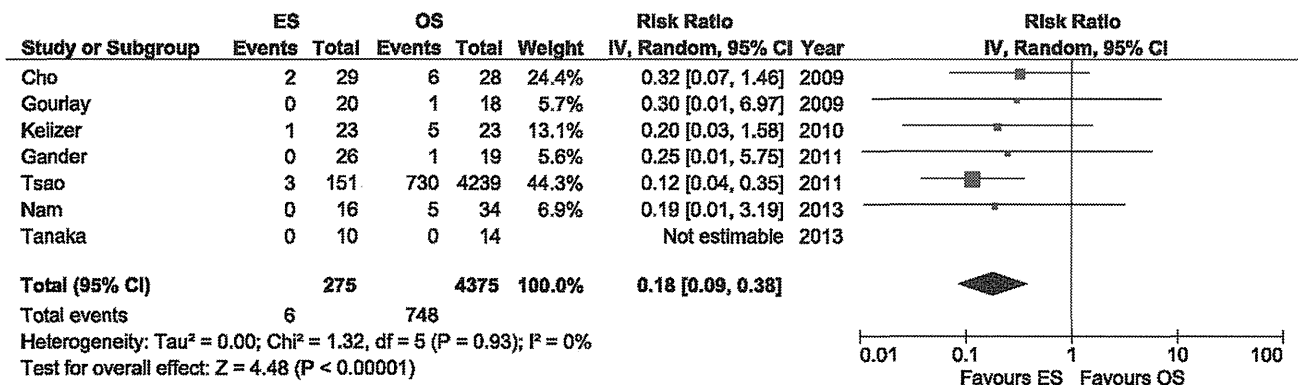 ES OS Risk Ratio Risk Ratio
Study or Subgroup Events Total Events Total Weight IV, Random, 95% CI Year IV, Random, 95% CI
Cho 2 29 6 28 24.4% 0.32 [0.07, 1.46] 2009
Gourlay 0 20 1 18 5.7% 0.30 [0.01, 6.97] 2009
Keiizer 1 23 5 23 13.1% 0.20 [0.03, 1.58] 2010
Gander 0 26 1 19 5.6% 0.25 [0.01, 5.75] 2011
Tsao 3 151 730 4239 44.3% 0.12 [0.04, 0.35] 2011
Nam 0 16 5 34 6.9% 0.19 [0.01, 3.19] 2013
Tanaka 0 10 0 14 Not estimable 2013
Total (95% CI) 275 4375 100.0% 0.18 [0.09, 0.38]
Total events 6 748
Heterogeneity: Tau² = 0.00; Chi² = 1.32, df = 5 (P = 0.93); I² = 0%
Test for overall effect: Z = 4.48 (P < 0.00001)
0.01 0.1 1 10 100
Favours ES Favours OS